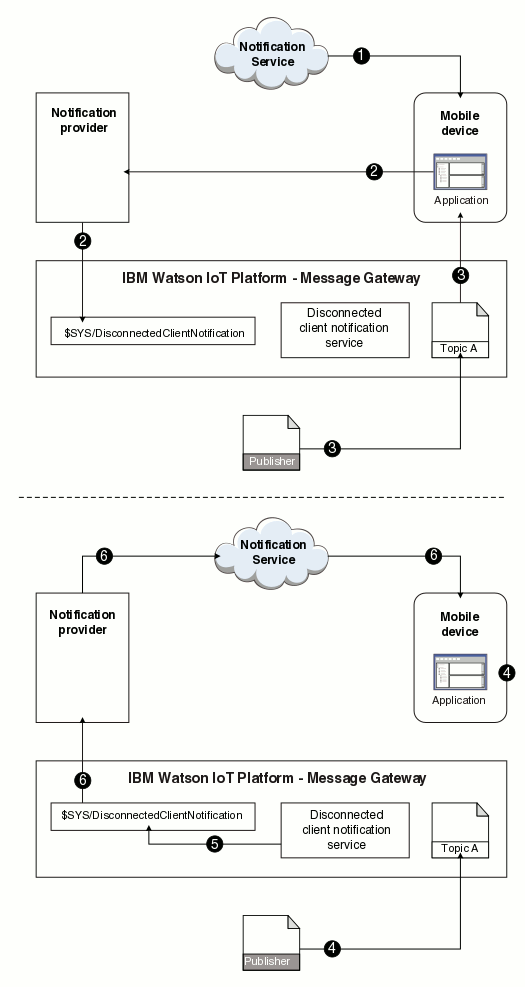 Notification
Service
1
Notification
provider
Mobile
device
2
Application
2
3
IBM Watson IoT Platform - Message Gateway
$SYS/DisconnectedClientNotification
Disconnected
client notification
service
Topic A
Publisher
3
Notification
Service
6
6
Notification
provider
Mobile
device
4
Application
6
IBM Watson IoT Platform - Message Gateway
$SYS/DisconnectedClientNotification
Disconnected
client notification
service
5
Topic A
Publisher
4